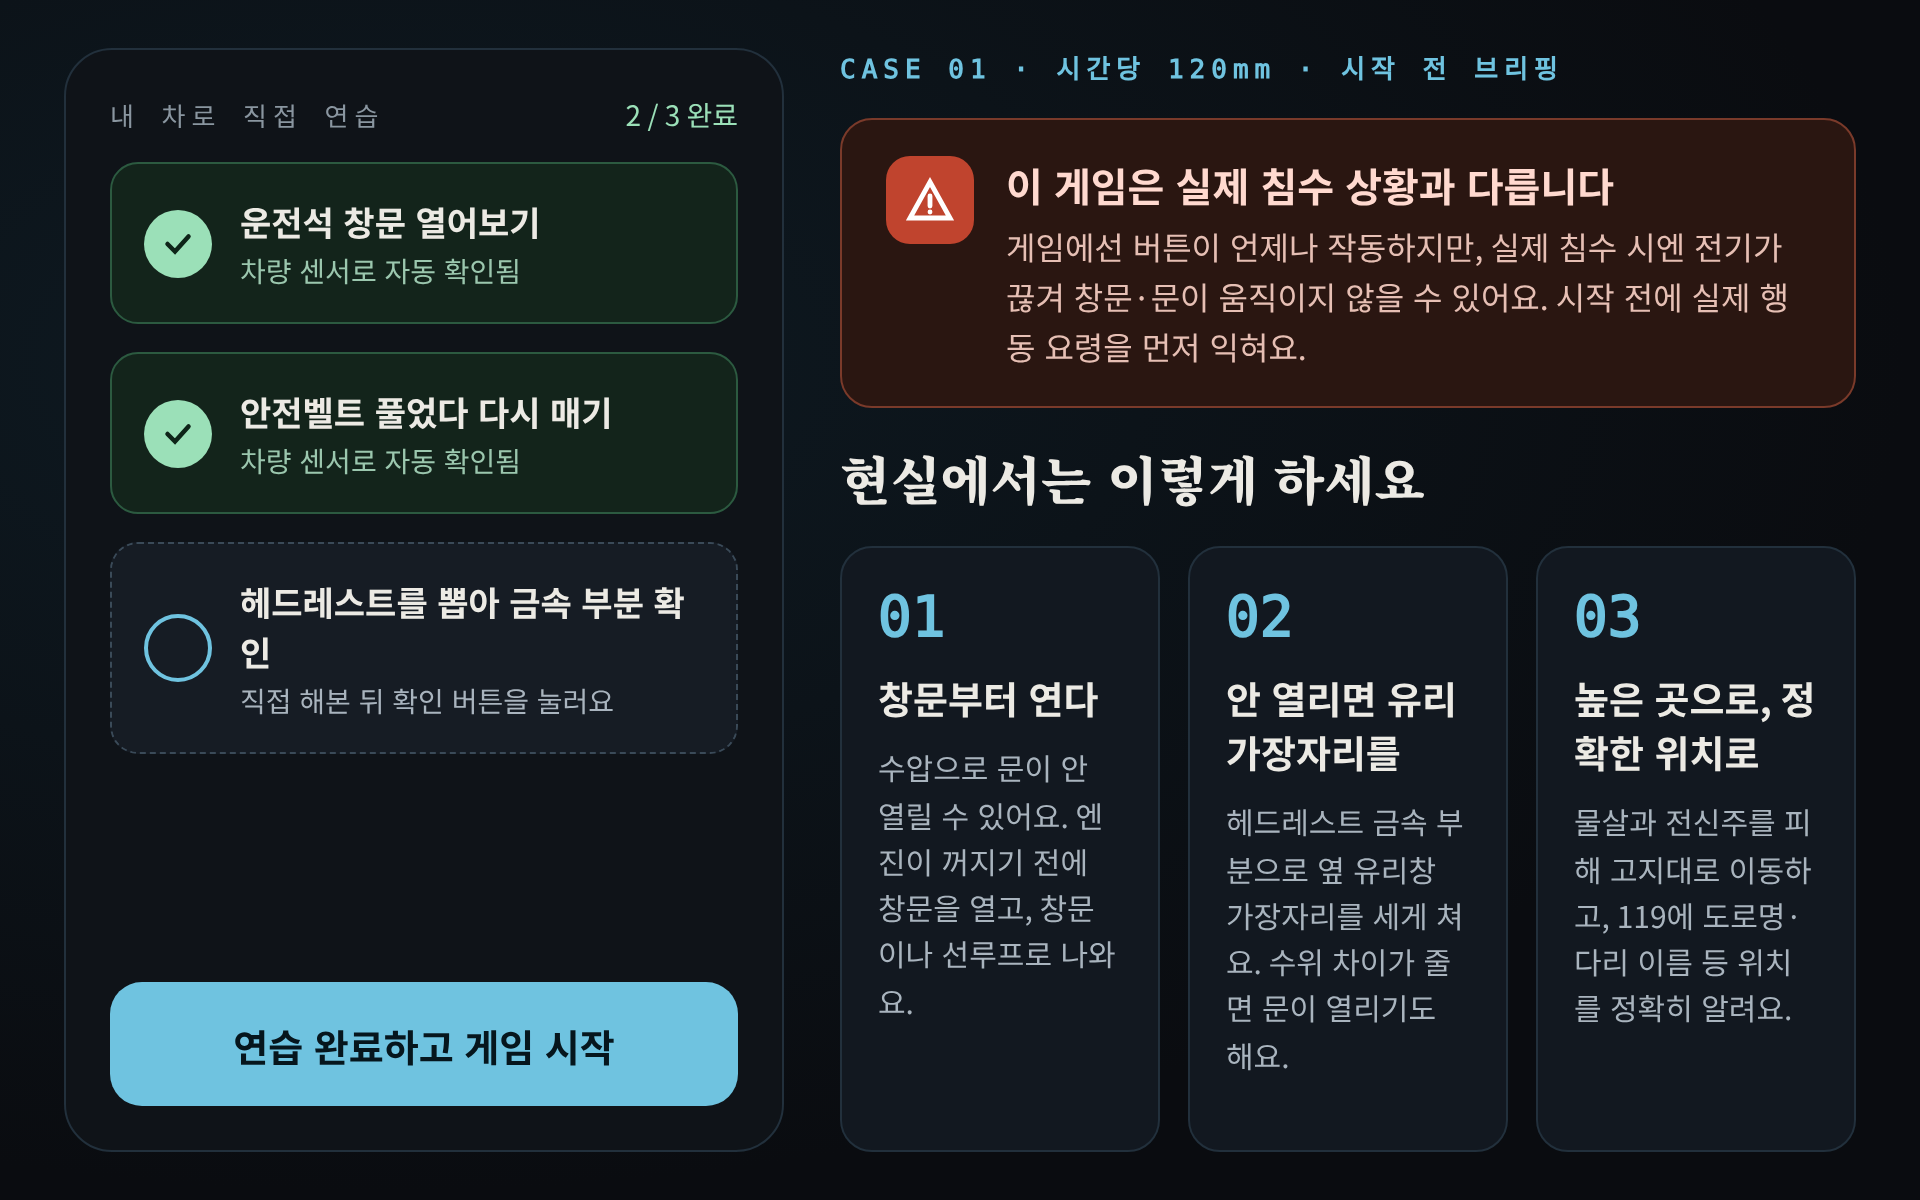 내 차로 직접 연습
2 / 3 완료
운전석 창문 열어보기
차량 센서로 자동 확인됨
안전벨트 풀었다 다시 매기
차량 센서로 자동 확인됨
헤드레스트를 뽑아 금속 부분 확
인
직접 해본 뒤 확인 버튼을 눌러요
연습 완료하고 게임 시작
CASE 01 · 시간당 120mm · 시작 전 브리핑
이 게임은 실제 침수 상황과 다릅니다
게임에선 버튼이 언제나 작동하지만, 실제 침수 시엔 전기가
끊겨 창문·문이 움직이지 않을 수 있어요. 시작 전에 실제 행
동 요령을 먼저 익혀요.
현실에서는 이렇게 하세요
01
창문부터 연다
수압으로 문이 안
열릴 수 있어요. 엔
진이 꺼지기 전에
창문을 열고, 창문
이나 선루프로 나와
요.
02
안 열리면 유리
가장자리를
헤드레스트 금속 부
분으로 옆 유리창
가장자리를 세게 쳐
요. 수위 차이가 줄
면 문이 열리기도
해요.
03
높은 곳으로, 정
확한 위치로
물살과 전신주를 피
해 고지대로 이동하
고, 119에 도로명·
다리 이름 등 위치
를 정확히 알려요.